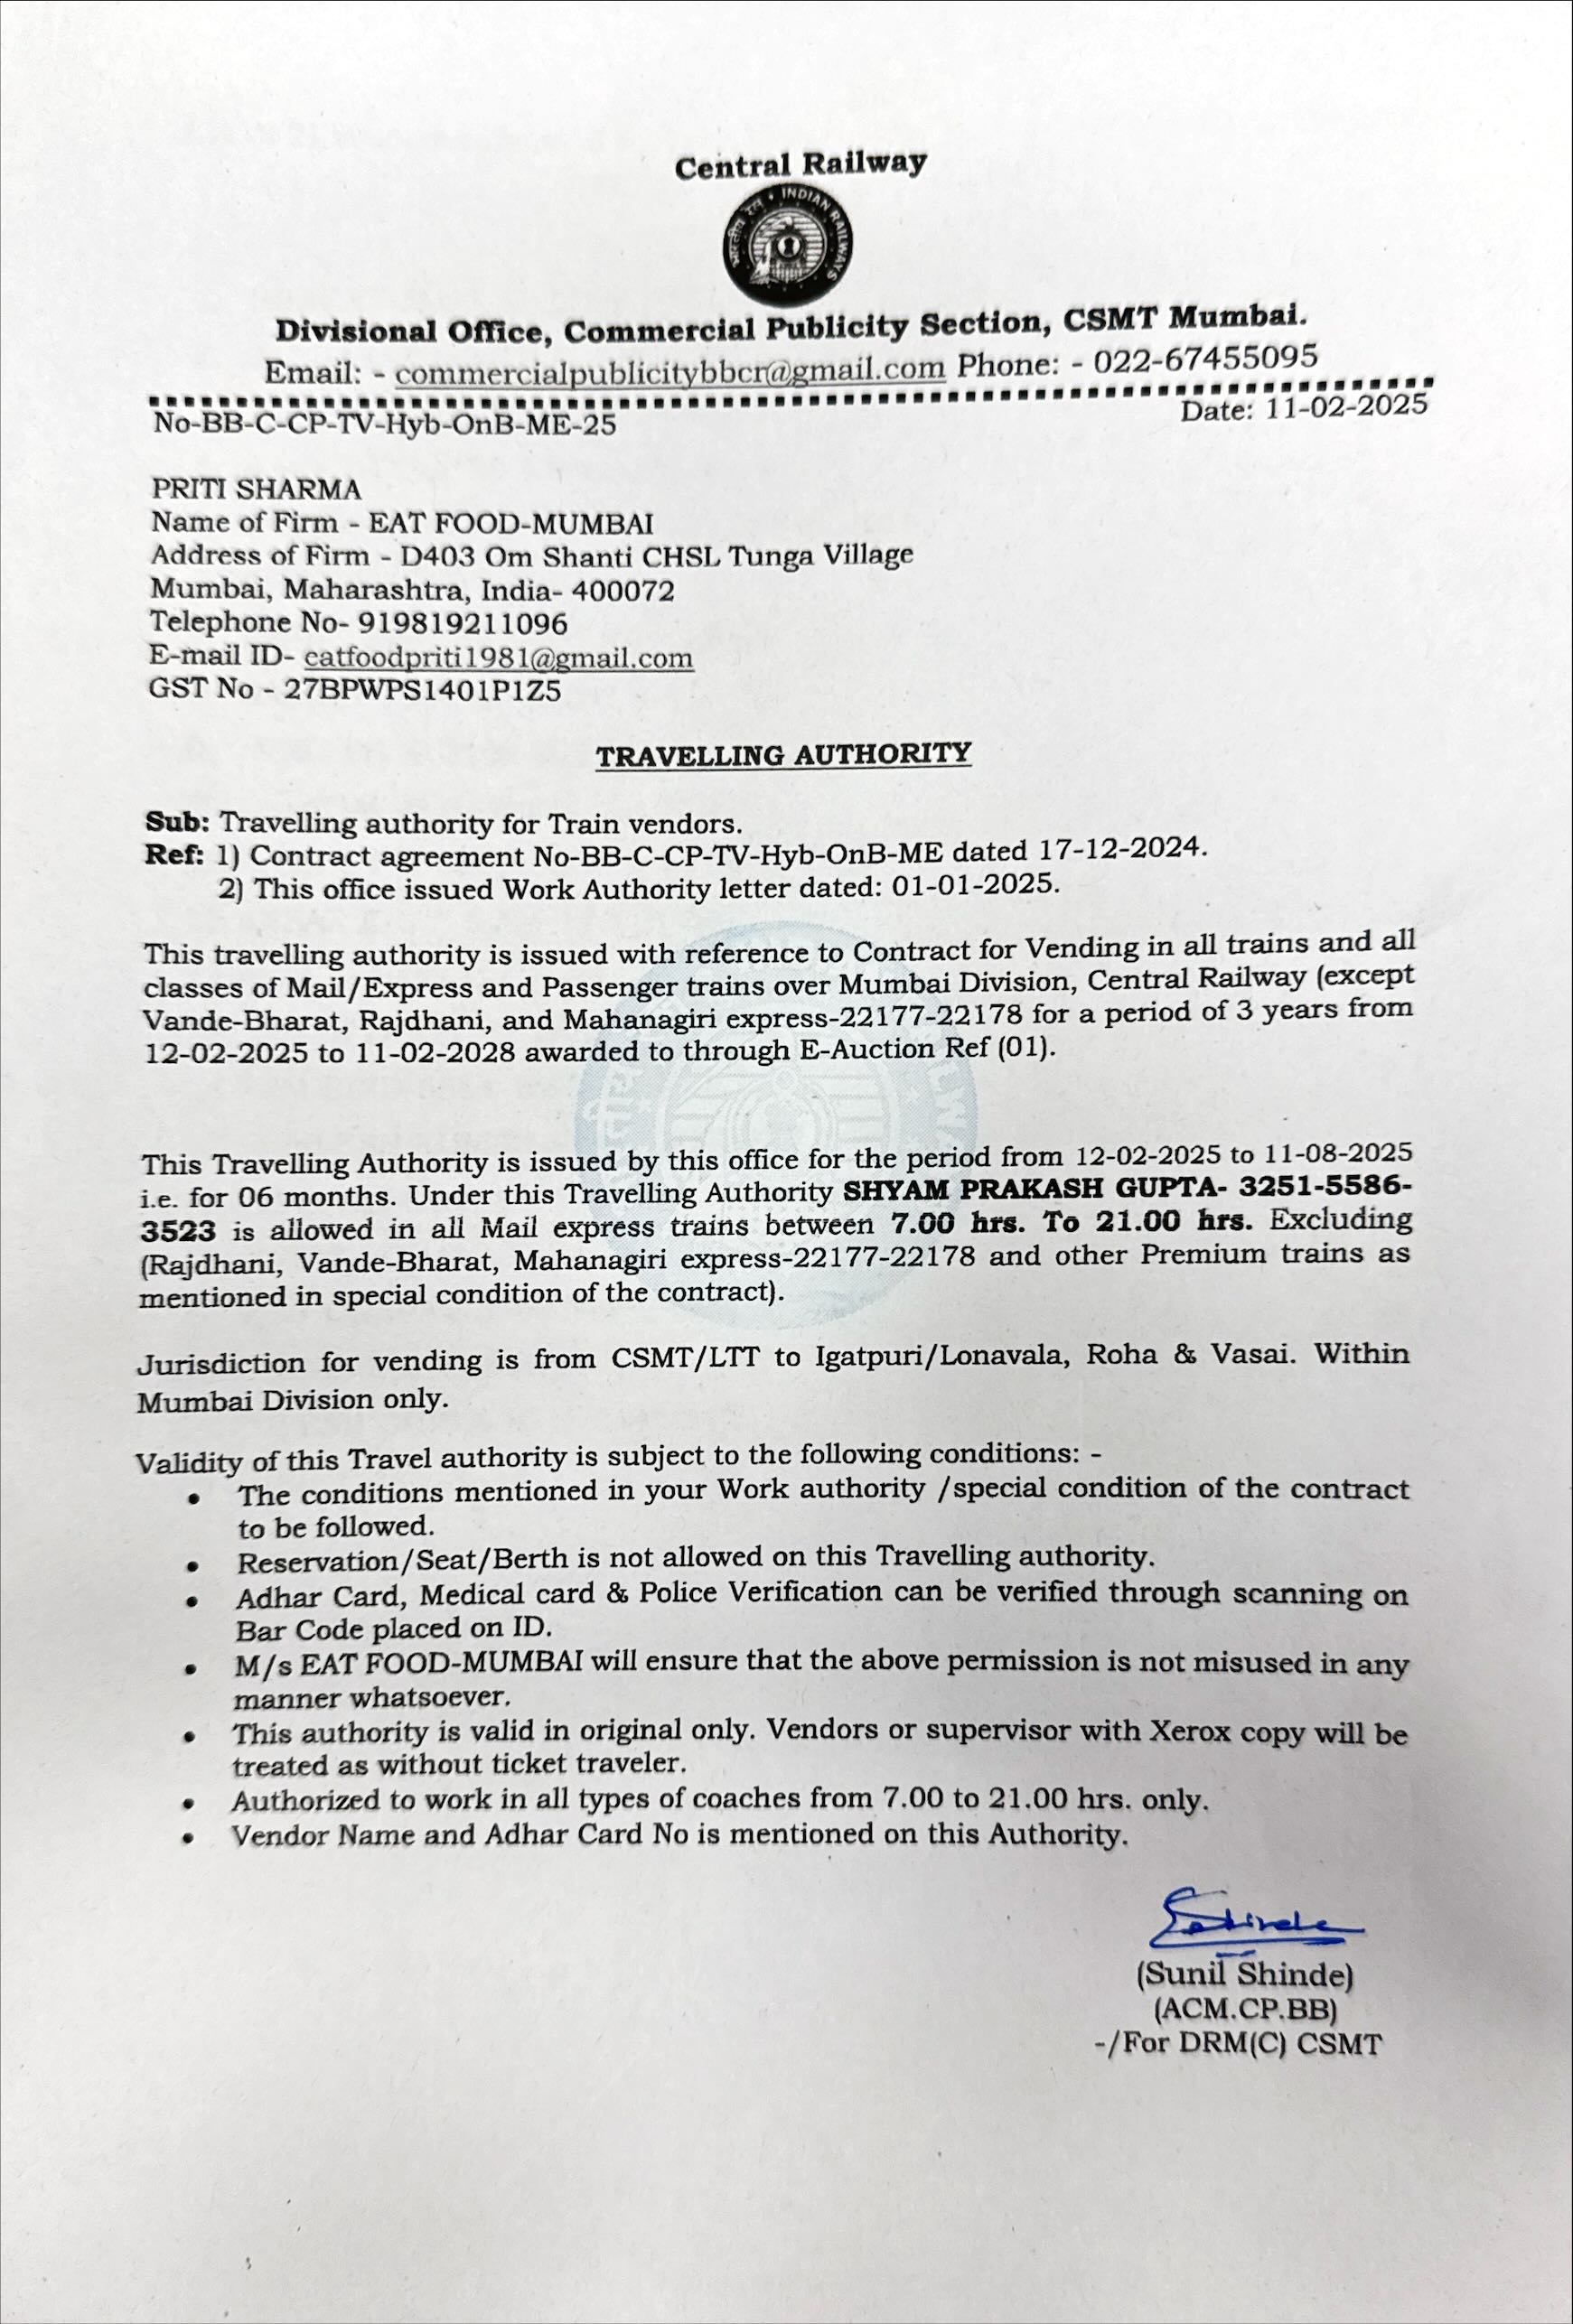 Central Railway
भारतीय रेल * INDIAN RAILWAYS
Divisional Office, Commercial Publicity Section, CSMT Mumbai.
Email: - commercialpublicitybbcr@gmail.com Phone: - 022-67455095
No-BB-C-CP-TV-Hyb-OnB-ME-25 Date: 11-02-2025
PRITI SHARMA
Name of Firm - EAT FOOD-MUMBAI
Address of Firm - D403 Om Shanti CHSL Tunga Village
Mumbai, Maharashtra, India- 400072
Telephone No- 919819211096
E-mail ID- eatfoodpriti1981@gmail.com
GST No - 27BPWPS1401P1Z5
TRAVELLING AUTHORITY
Sub: Travelling authority for Train vendors.
Ref: 1) Contract agreement No-BB-C-CP-TV-Hyb-OnB-ME dated 17-12-2024.
2) This office issued Work Authority letter dated: 01-01-2025.
This travelling authority is issued with reference to Contract for Vending in all trains and all
classes of Mail/Express and Passenger trains over Mumbai Division, Central Railway (except
Vande-Bharat, Rajdhani, and Mahanagiri express-22177-22178 for a period of 3 years from
12-02-2025 to 11-02-2028 awarded to through E-Auction Ref (01).
This Travelling Authority is issued by this office for the period from 12-02-2025 to 11-08-2025
i.e. for 06 months. Under this Travelling Authority SHYAM PRAKASH GUPTA- 3251-5586-
3523 is allowed in all Mail express trains between 7.00 hrs. To 21.00 hrs. Excluding
(Rajdhani, Vande-Bharat, Mahanagiri express-22177-22178 and other Premium trains as
mentioned in special condition of the contract).
Jurisdiction for vending is from CSMT/LTT to Igatpuri/Lonavala, Roha & Vasai. Within
Mumbai Division only.
Validity of this Travel authority is subject to the following conditions: -
• The conditions mentioned in your Work authority /special condition of the contract
to be followed.
• Reservation/Seat/Berth is not allowed on this Travelling authority.
• Adhar Card, Medical card & Police Verification can be verified through scanning on
Bar Code placed on ID.
• M/s EAT FOOD-MUMBAI will ensure that the above permission is not misused in any
manner whatsoever.
• This authority is valid in original only. Vendors or supervisor with Xerox copy will be
treated as without ticket traveler.
• Authorized to work in all types of coaches from 7.00 to 21.00 hrs. only.
• Vendor Name and Adhar Card No is mentioned on this Authority.
(Sunil Shinde)
(ACM.CP.BB)
-/For DRM(C) CSMT